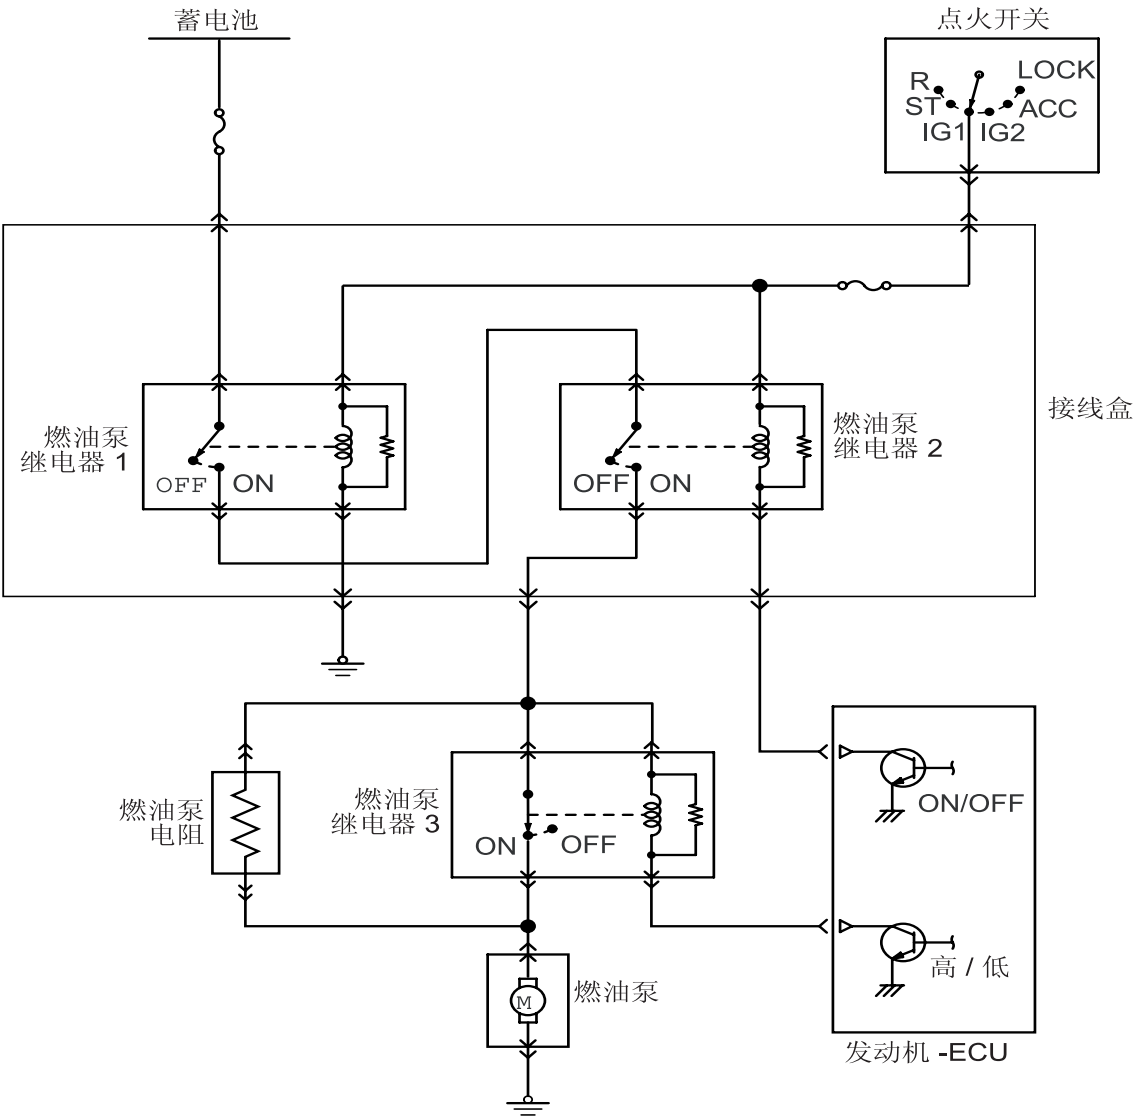 蓄电池
点火开关
R
LOCK
ST
ACC
IG1
IG2
接线盒
燃油泵
继电器 1
OFF
ON
燃油泵
继电器 2
OFF
ON
燃油泵
电阻
燃油泵
继电器 3
ON
OFF
ON/OFF
高 / 低
M
燃油泵
发动机 -ECU